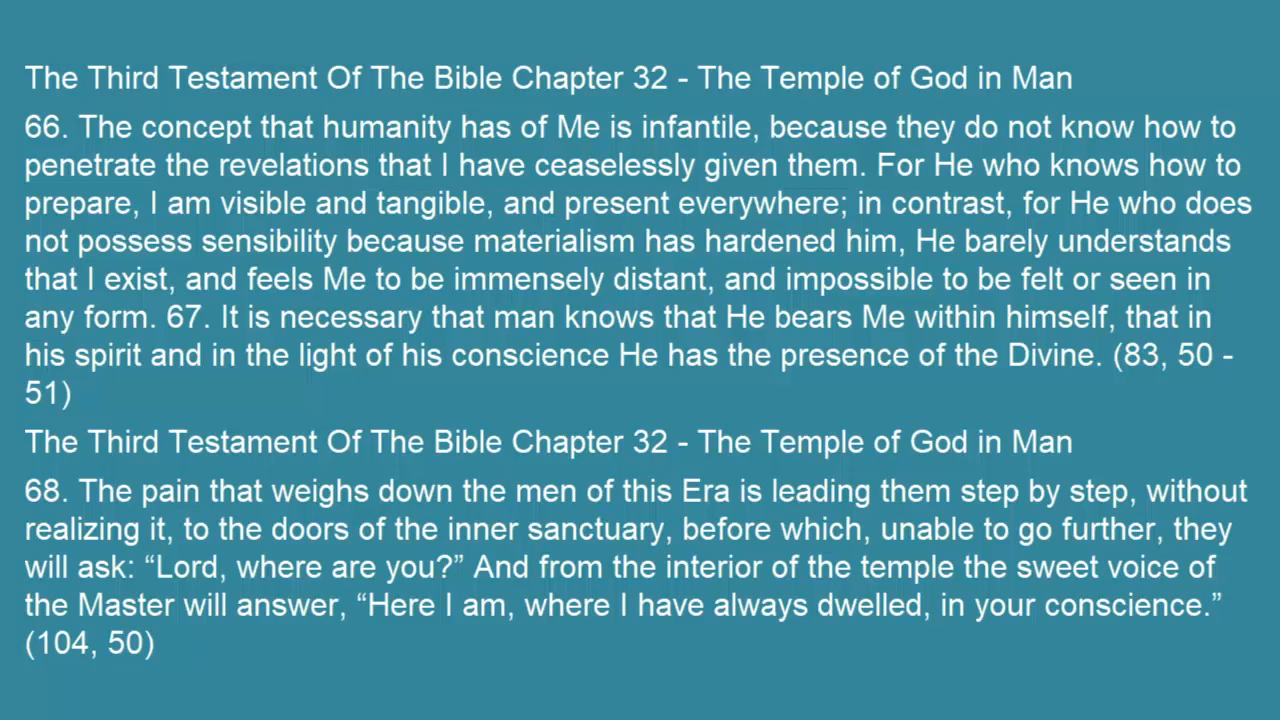 The Third Testament Of The Bible Chapter 32 - The Temple of God in Man
66. The concept that humanity has of Me is infantile, because they do not know how to
penetrate the revelations that I have ceaselessly given them. For He who knows how to
prepare, I am visible and tangible, and present everywhere; in contrast, for He who does
not possess sensibility because materialism has hardened him, He barely understands
that I exist, and feels Me to be immensely distant, and impossible to be felt or seen in
any form. 67. It is necessary that man knows that He bears Me within himself, that in
his spirit and in the light of his conscience He has the presence of the Divine. (83, 50 -
51)
The Third Testament Of The Bible Chapter 32 - The Temple of God in Man
68. The pain that weighs down the men of this Era is leading them step by step, without
realizing it, to the doors of the inner sanctuary, before which, unable to go further, they
will ask: “Lord, where are you?” And from the interior of the temple the sweet voice of
the Master will answer, “Here I am, where I have always dwelled, in your conscience.”
(104, 50)